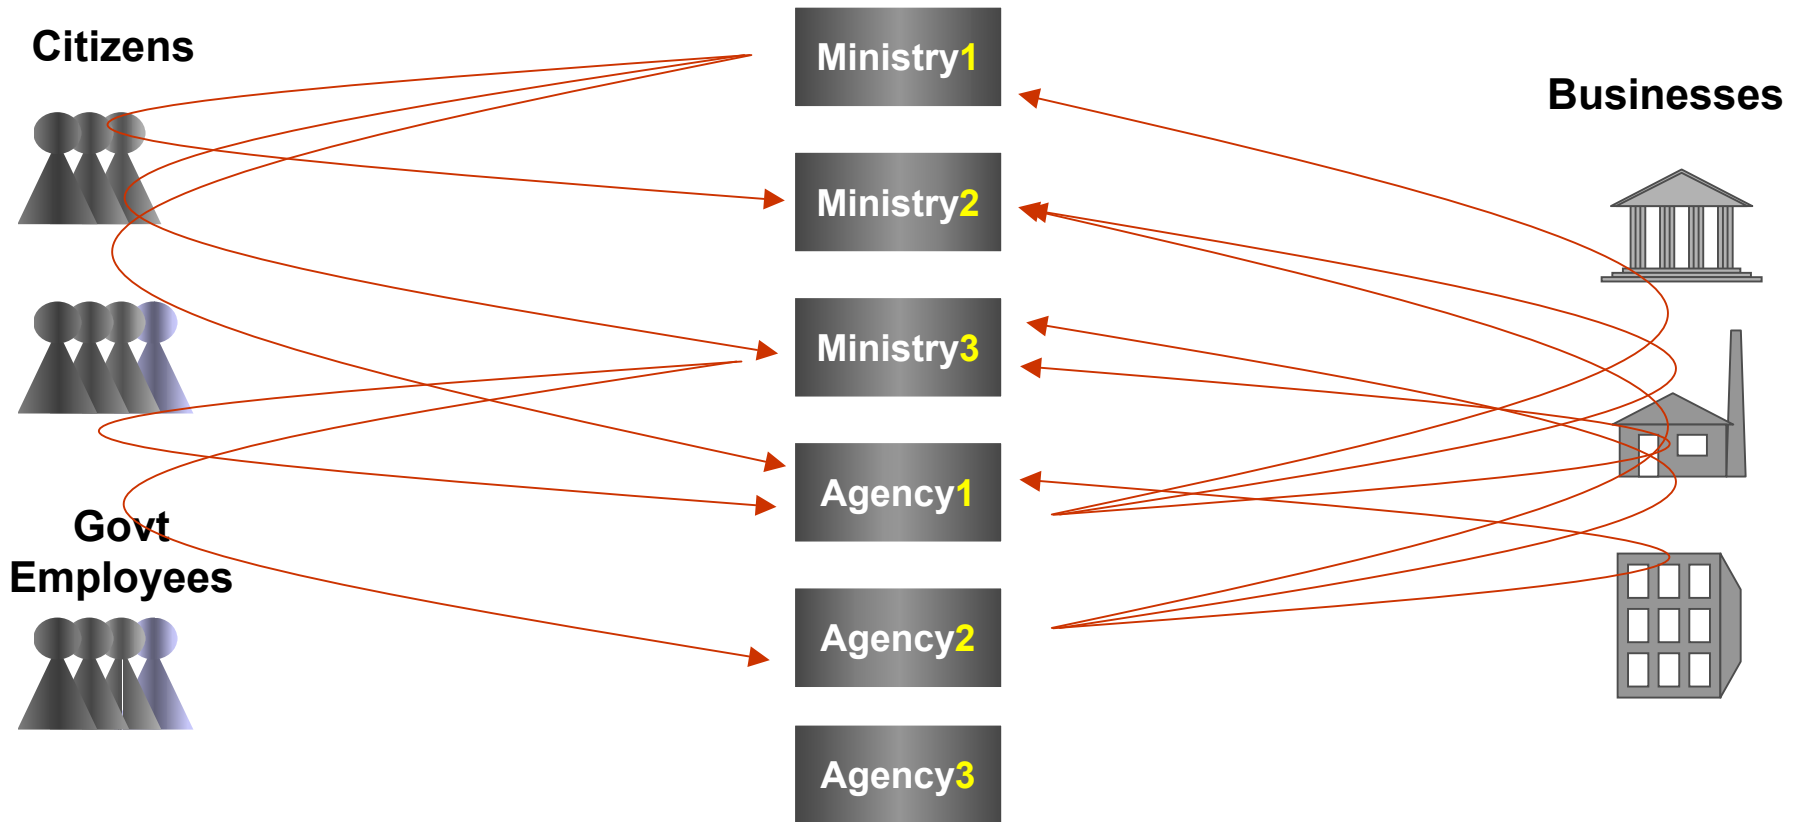 Citizens
Ministry1
Businesses
Ministry2
Ministry3
Agency1
Govt
Employees
Agency2
Agency3